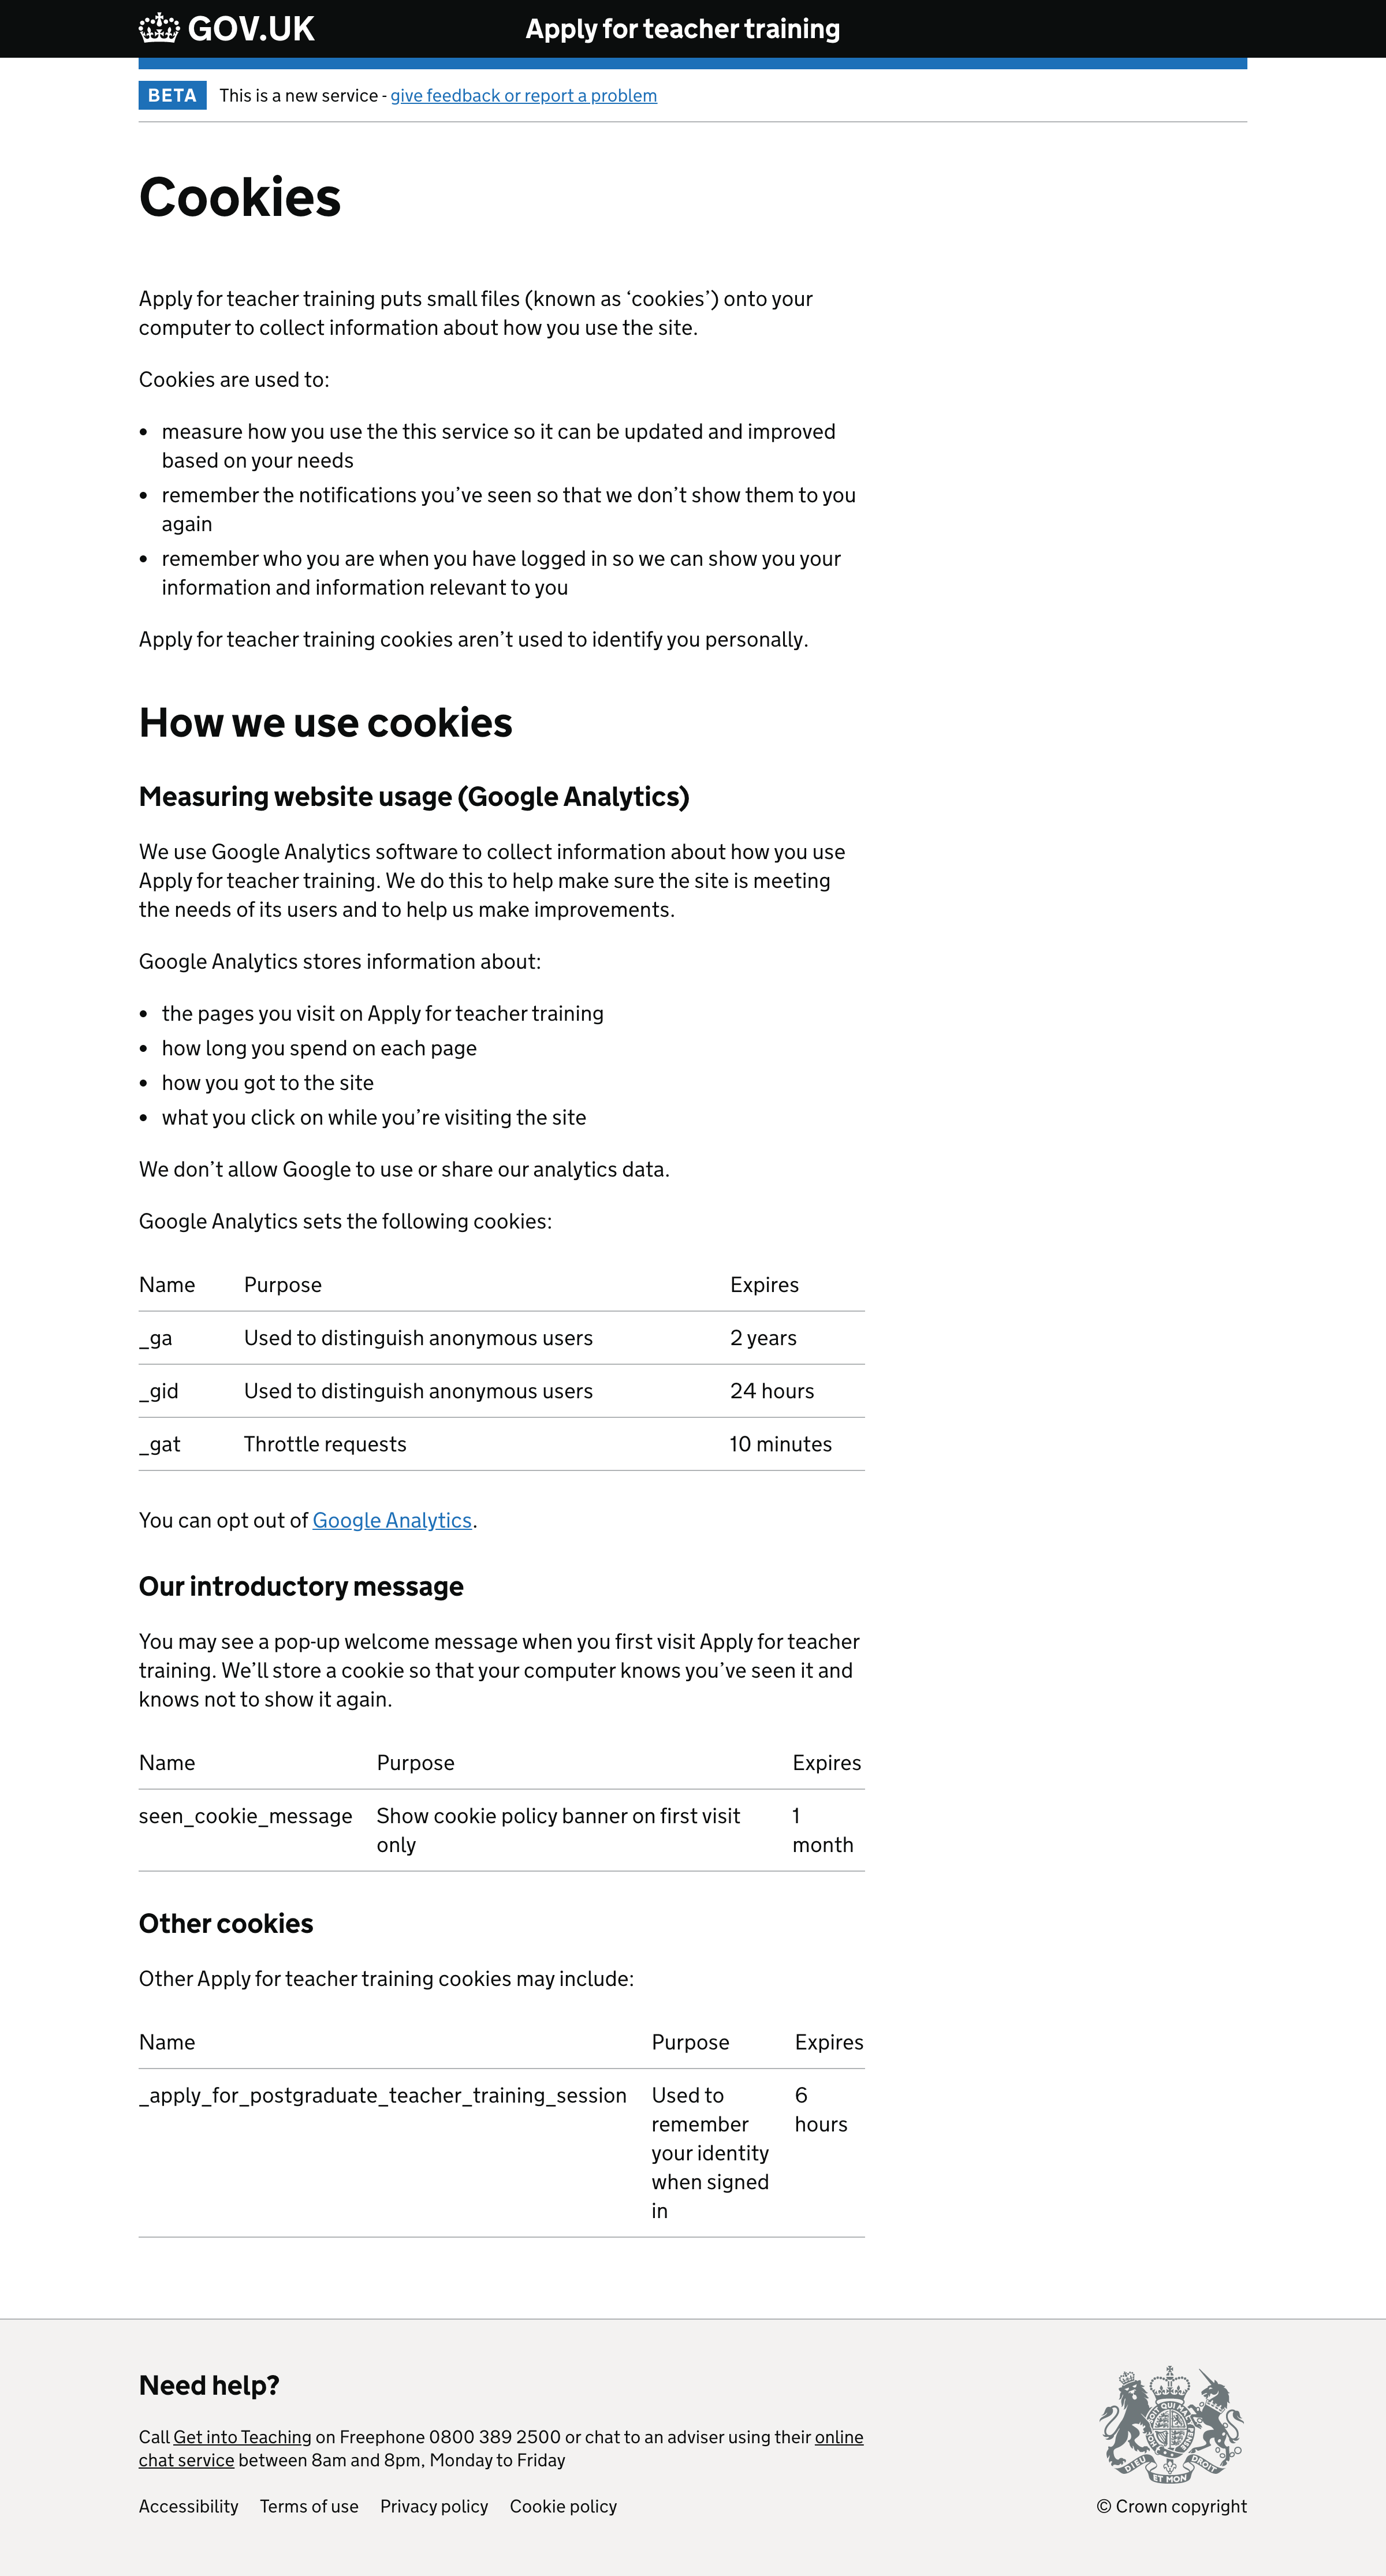 GOV.UK
Apply for teacher training
BETA This is a new service - give feedback or report a problem
Cookies
Apply for teacher training puts small files (known as ‘cookies’) onto your
computer to collect information about how you use the site.
Cookies are used to:
• measure how you use the this service so it can be updated and improved
based on your needs
• remember the notifications you’ve seen so that we don’t show them to you
again
• remember who you are when you have logged in so we can show you your
information and information relevant to you
Apply for teacher training cookies aren’t used to identify you personally.
How we use cookies
Measuring website usage (Google Analytics)
We use Google Analytics software to collect information about how you use
Apply for teacher training. We do this to help make sure the site is meeting
the needs of its users and to help us make improvements.
Google Analytics stores information about:
• the pages you visit on Apply for teacher training
• how long you spend on each page
• how you got to the site
• what you click on while you’re visiting the site
We don’t allow Google to use or share our analytics data.
Google Analytics sets the following cookies:
Name Purpose Expires
_ga Used to distinguish anonymous users 2 years
_gid Used to distinguish anonymous users 24 hours
_gat Throttle requests 10 minutes
You can opt out of Google Analytics.
Our introductory message
You may see a pop-up welcome message when you first visit Apply for teacher
training. We’ll store a cookie so that your computer knows you’ve seen it and
knows not to show it again.
Name Purpose Expires
seen_cookie_message Show cookie policy banner on first visit 1
only month
Other cookies
Other Apply for teacher training cookies may include:
Name Purpose Expires
_apply_for_postgraduate_teacher_training_session Used to 6
remember hours
your identity
when signed
in
Need help?
Call Get into Teaching on Freephone 0800 389 2500 or chat to an adviser using their online
chat service between 8am and 8pm, Monday to Friday
Accessibility Terms of use Privacy policy Cookie policy
DIEU ET MON DROIT
© Crown copyright